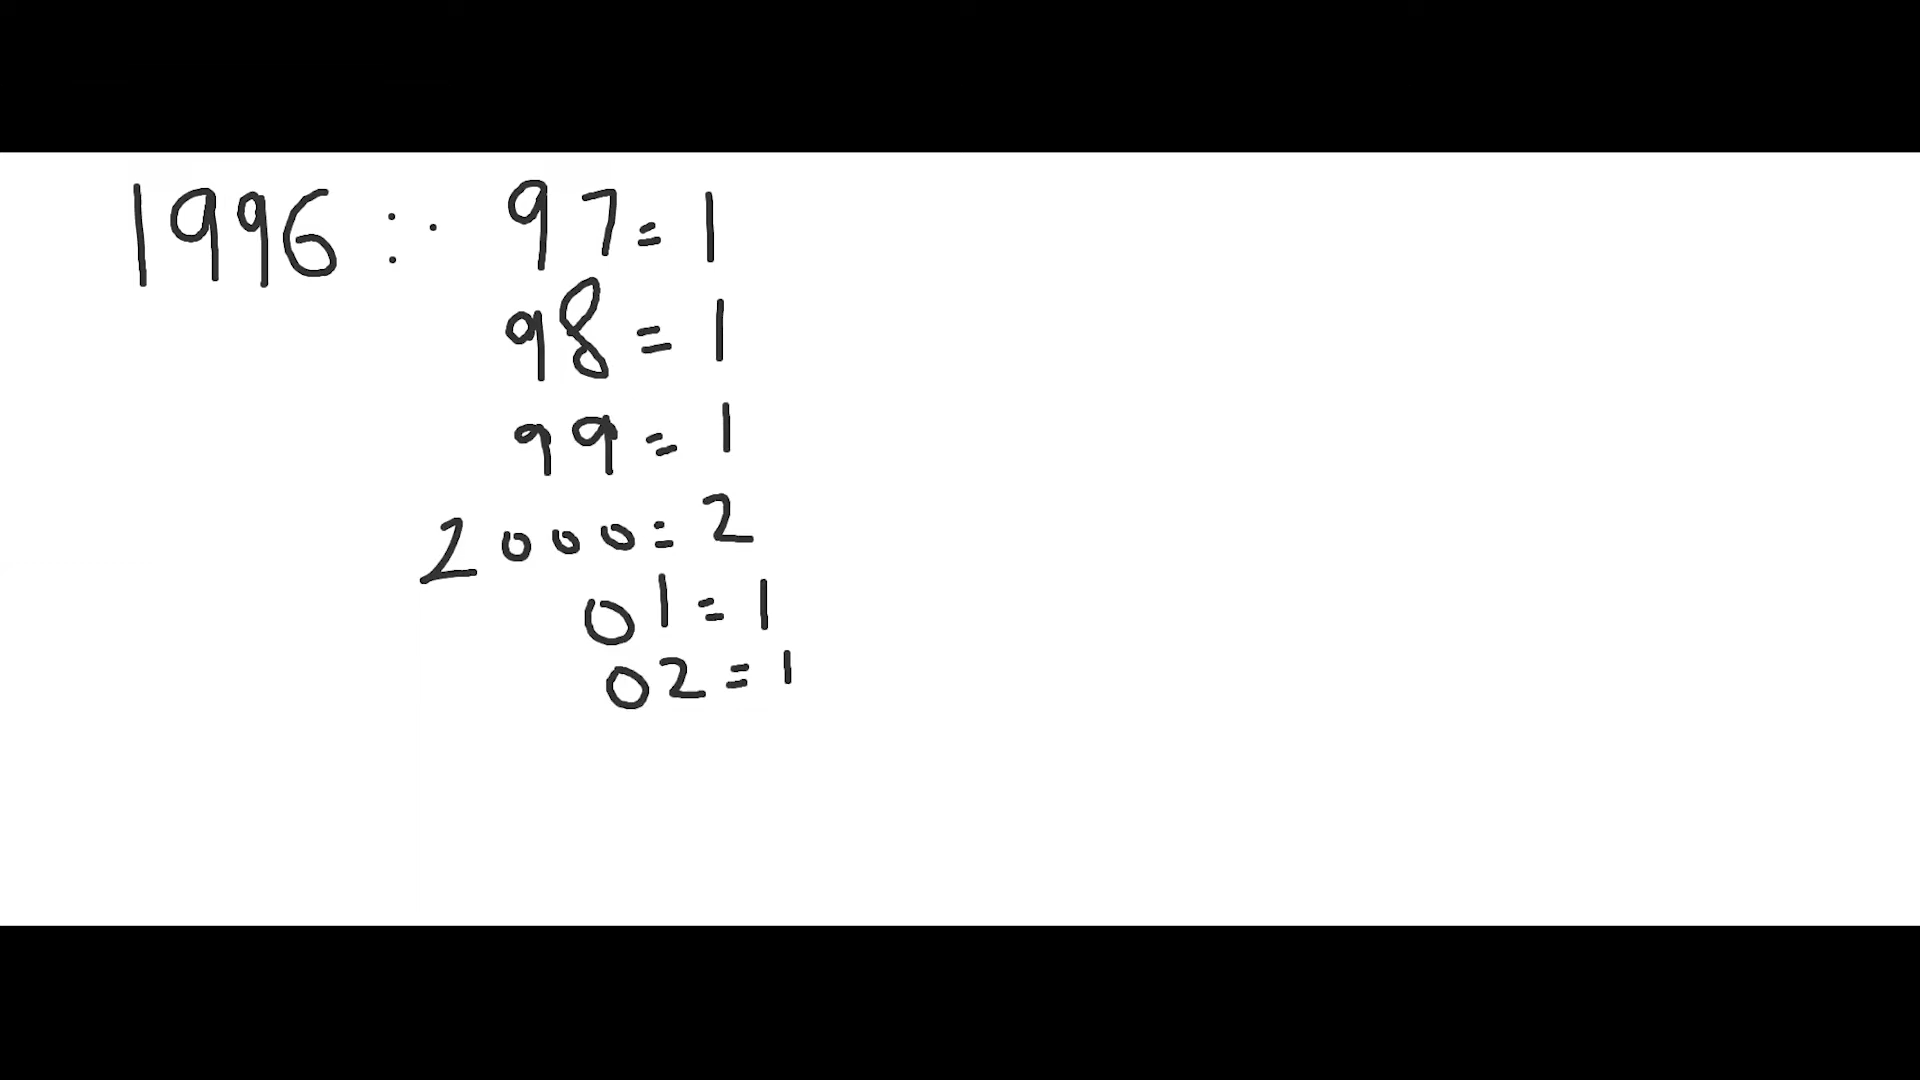 1996 :· 97 = 1
98 = 1
99 = 1
2000 = 2
01 = 1
02 = 1